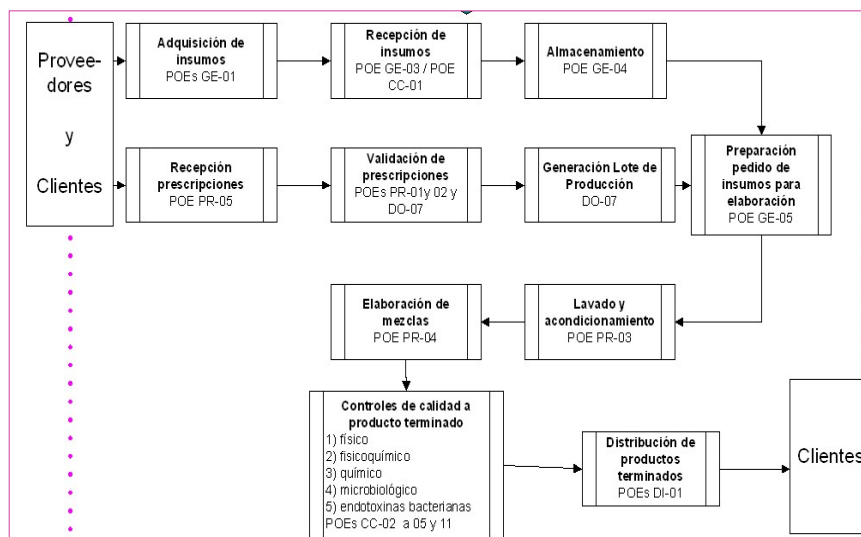 Provee-
dores
y
Clientes
Adquisición de
insumos
POEs GE-01
Recepción de
insumos
POE GE-03 / POE
CC-01
Almacenamiento
POE GE-04
Recepción
prescripciones
POE PR-05
Validación de
prescripciones
POEs PR-01y 02 y
DO-07
Generación Lote de
Producción
DO-07
Preparación
pedido de
insumos para
elaboración
POE GE-05
Elaboración de
mezclas
POE PR-04
Lavado y
acondicionamiento
POE PR-03
Controles de calidad a
producto terminado
1) físico
2) fisicoquímico
3) químico
4) microbiológico
5) endotoxinas bacterianas
POEs CC-02 a 05 y 11
Distribución de
productos
terminados
POEs DI-01
Clientes